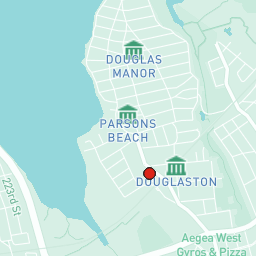 DOUGLAS
MANOR
PARSONS
BEACH
DOUGLASTON
223rd St
Aegea West
Gyros & Pizza